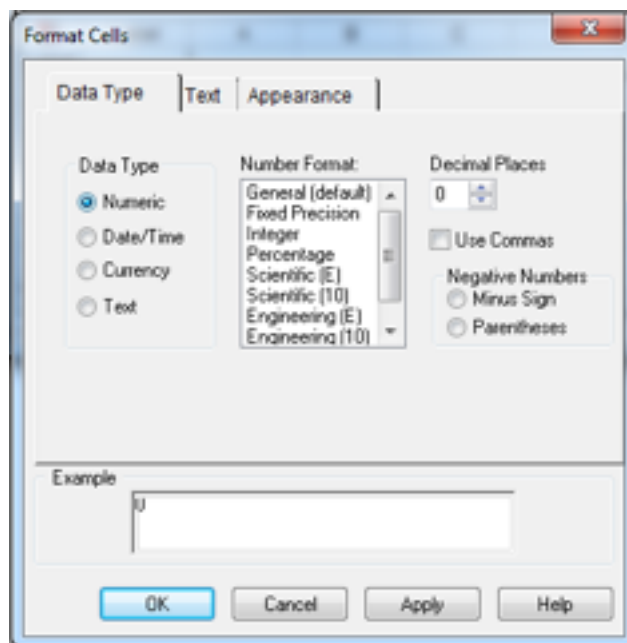 Format Cells
Data Type Text Appearance
Data Type
Numeric
Date/Time
Currency
Text
Number Format:
General (default)
Fixed Precision
Integer
Percentage
Scientific (E)
Scientific (10)
Engineering (E)
Engineering (10)
Decimal Places
0
Use Commas
Negative Numbers
Minus Sign
Parentheses
Example
OK Cancel Apply Help